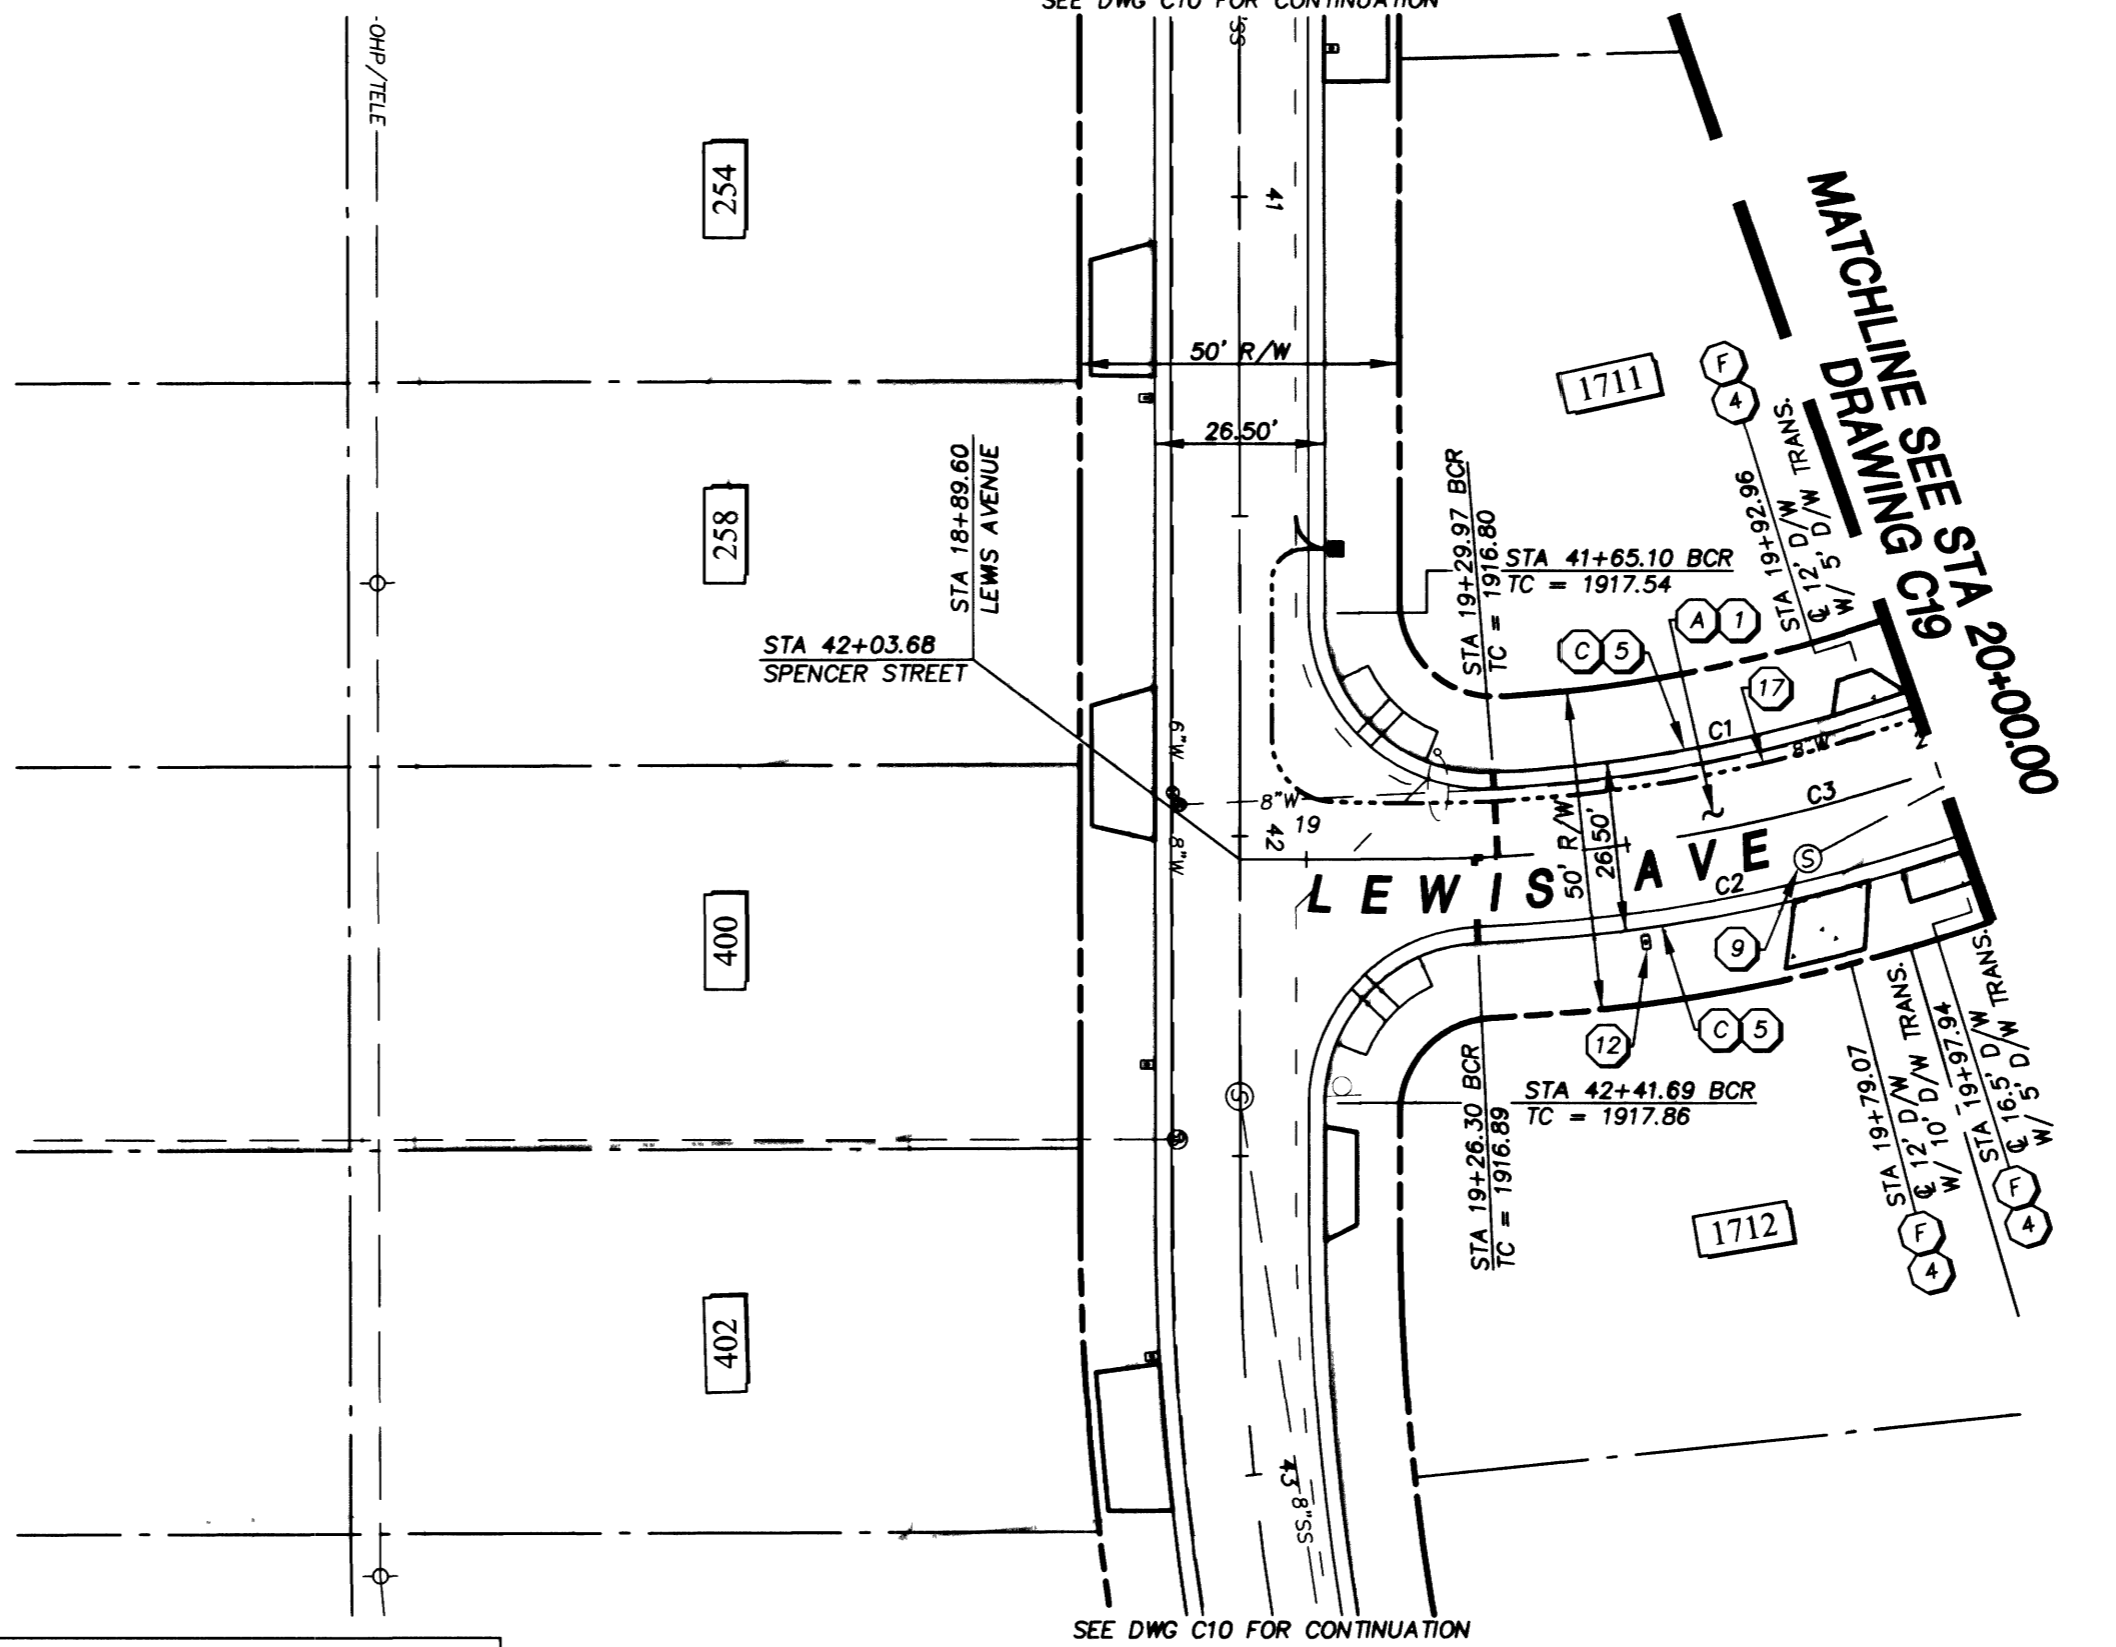 SEE DWG C10 FOR CONTINUATION
-OHP/TELE
SS
254
41
MATCHLINE SEE STA 20+00.00
DRAWING C19
50' R/W
1711
F
4
26.50'
STA 19+92.96
℄ 12' D/W
W/ 5' D/W TRANS.
STA 18+89.60
LEWIS AVENUE
258
STA 19+29.97 BCR
TC = 1916.80
STA 41+65.10 BCR
TC = 1917.54
STA 42+03.68
SPENCER STREET
C 5
A 1
17
C1
6"W
8"W
8"W
8"W
42
19
C3
50' R/W
26.50'
LEWIS AVE
S
C2
400
9
12
C 5
S
STA 42+41.69 BCR
TC = 1917.86
STA 19+26.30 BCR
TC = 1916.89
STA 19+79.07
℄ 12' D/W
W/ 10' D/W TRANS.
F
4
STA 19+97.94
℄ 16.5' D/W
W/ 5' D/W TRANS.
F
4
1712
402
43
8"SS
SEE DWG C10 FOR CONTINUATION